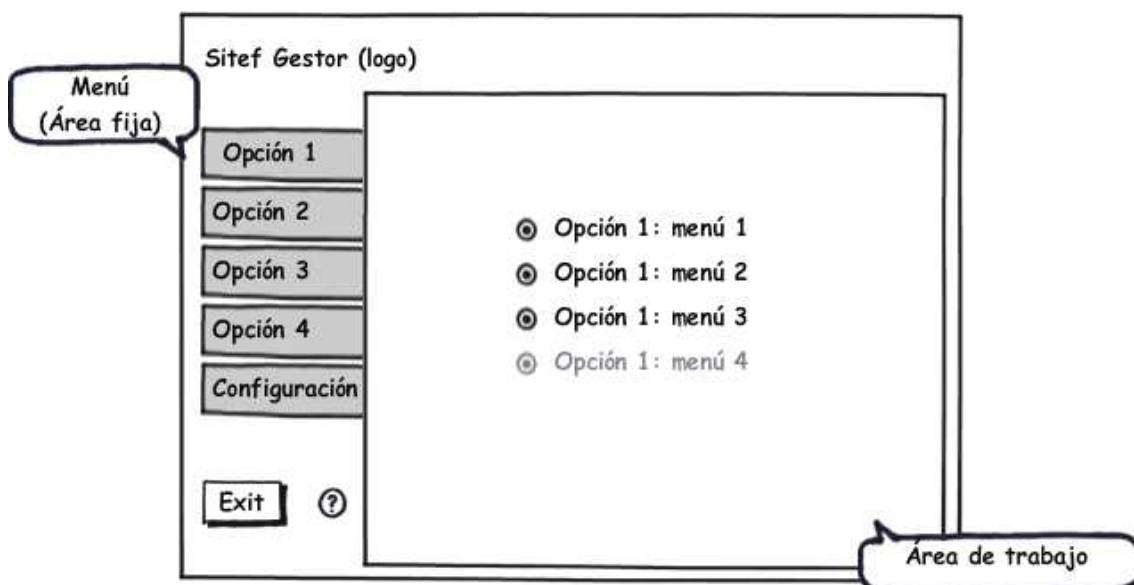 Sitef Gestor (logo)
Menú
(Área fija)
Opción 1
Opción 2
Opción 3
Opción 4
Configuración
Exit
?
Opción 1: menú 1
Opción 1: menú 2
Opción 1: menú 3
Opción 1: menú 4
Área de trabajo